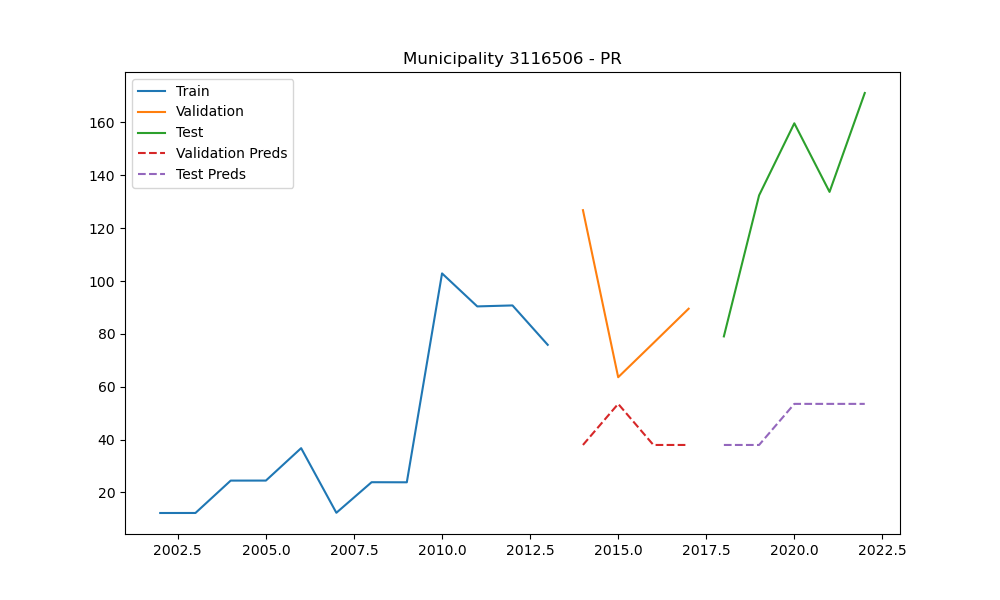 Municipality 3116506 - PR
Train
Validation
Test
Validation Preds
Test Preds
160
140
120
100
80
60
40
20
2002.5 2005.0 2007.5 2010.0 2012.5 2015.0 2017.5 2020.0 2022.5